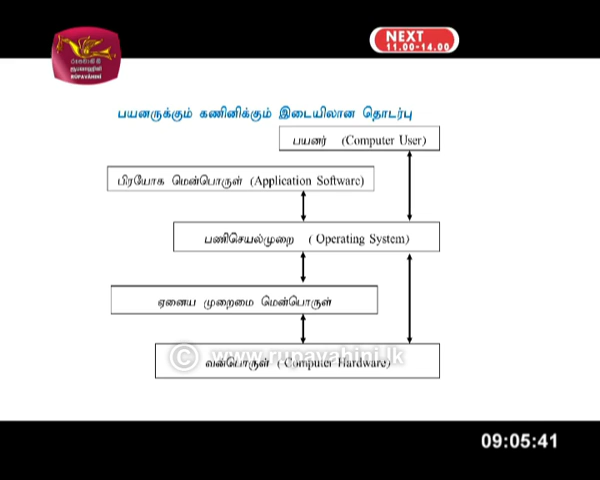 NEXT
11.00-14.00
பயனருக்கும் கணினிக்கும் இடையிலான தொடர்பு
பயனர் (Computer User)
பிரயோக மென்பொருள் (Application Software)
பணிசெயல்முறை ( Operating System)
ஏனைய முறைமை மென்பொருள்
© www.rupavahini.lk
வன்பொருள் ( Computer Hardware)
09:05:41